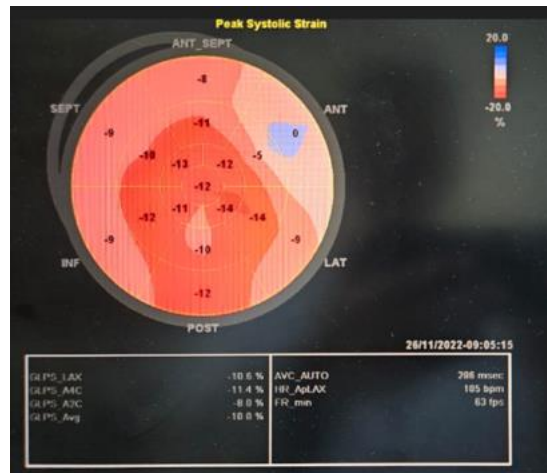 Peak Systolic Strain
ANT_SEPT
20.0
-8
SEPT
ANT
-20.0
%
-9
-11
0
-10
-13
-12
-5
-12
-12
-11
-14
-14
-9
-10
-9
INF
LAT
-12
POST
26/11/2022-09:05:15
GLPS_LAX -10.6 %
GLPS_A4C -11.4 %
GLPS_A2C -8.0 %
GLPS_Avg -10.0 %
AVC_AUTO 286 msec
HR_ApLAX 105 bpm
FR_min 63 fps